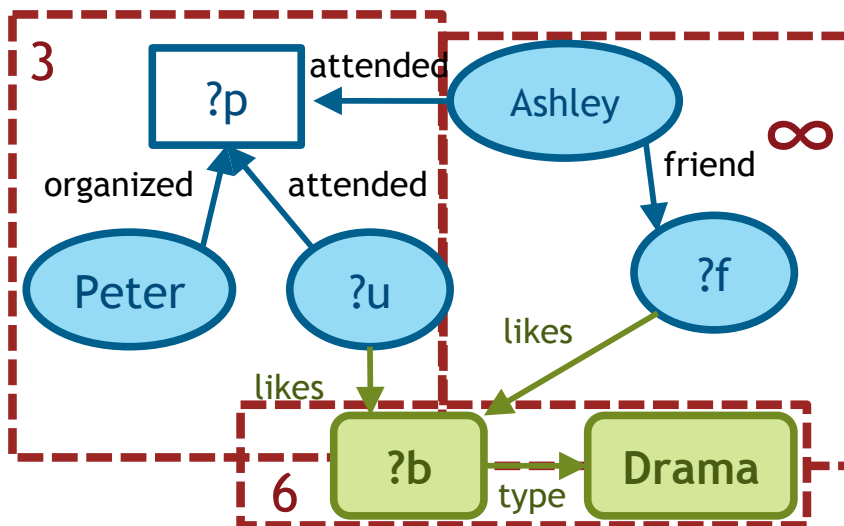 3
attended
?p
Ashley
∞
organized
attended
friend
Peter
?u
?f
likes
likes
?b
Drama
6
type